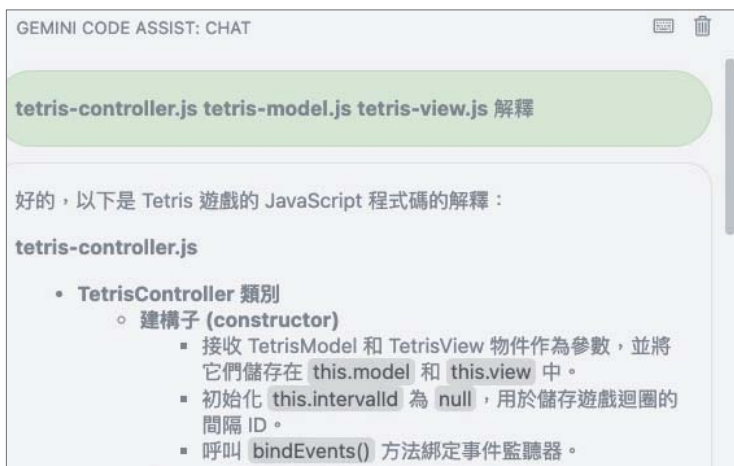 GEMINI CODE ASSIST: CHAT
tetris-controller.js tetris-model.js tetris-view.js 解釋
好的，以下是 Tetris 遊戲的 JavaScript 程式碼的解釋：
tetris-controller.js
• TetrisController 類別
○ 建構子 (constructor)
▪ 接收 TetrisModel 和 TetrisView 物件作為參數，並將
它們儲存在 this.model 和 this.view 中。
▪ 初始化 this.intervalId 為 null，用於儲存遊戲迴圈的
間隔 ID。
▪ 呼叫 bindEvents() 方法綁定事件監聽器。